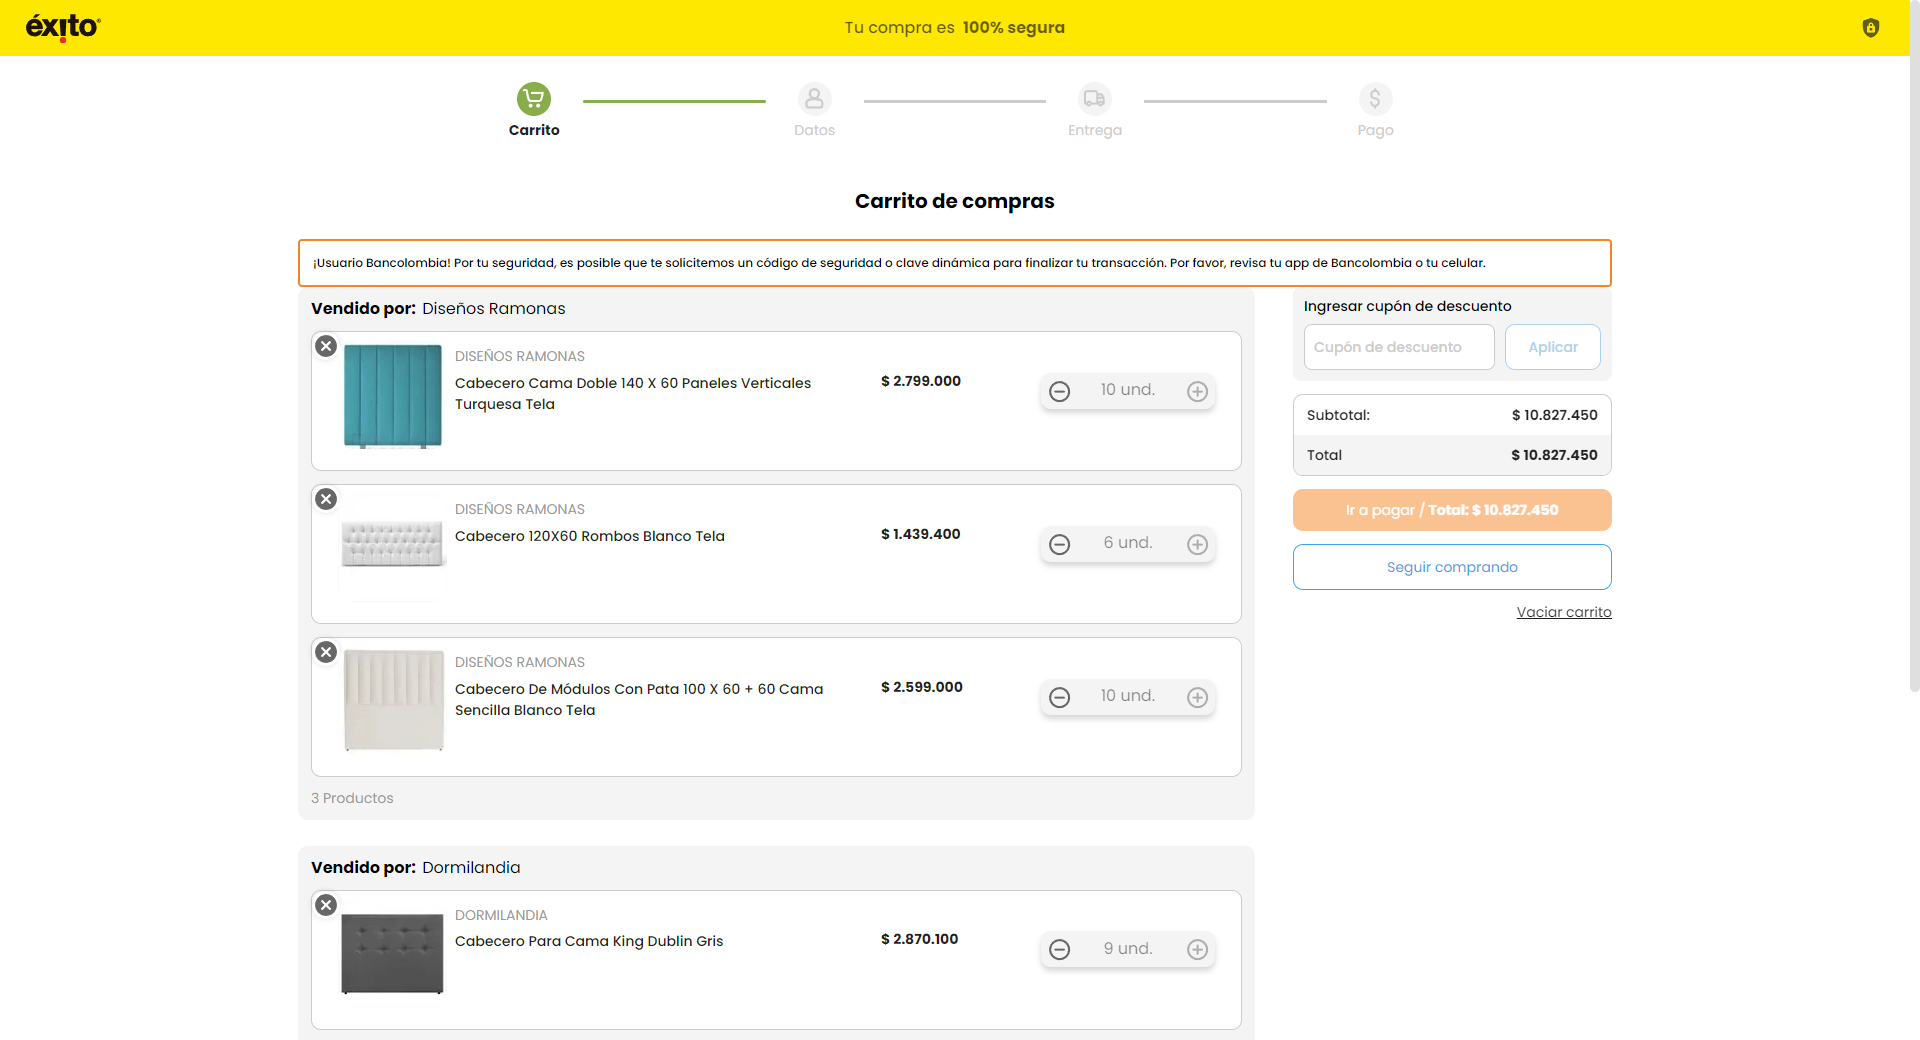 éxito
Tu compra es 100% segura
Carrito
Datos
Entrega
Pago
Carrito de compras
¡Usuario Bancolombia! Por tu seguridad, es posible que te solicitemos un código de seguridad o clave dinámica para finalizar tu transacción. Por favor, revisa tu app de Bancolombia o tu celular.
Vendido por: Diseños Ramonas
DISEÑOS RAMONAS
Cabecero Cama Doble 140 X 60 Paneles Verticales
Turquesa Tela
$ 2.799.000
10 und.
DISEÑOS RAMONAS
Cabecero 120X60 Rombos Blanco Tela
$ 1.439.400
6 und.
DISEÑOS RAMONAS
Cabecero De Módulos Con Pata 100 X 60 + 60 Cama
Sencilla Blanco Tela
$ 2.599.000
10 und.
3 Productos
Vendido por: Dormilandia
DORMILANDIA
Cabecero Para Cama King Dublin Gris
$ 2.870.100
9 und.
Ingresar cupón de descuento
Cupón de descuento
Aplicar
Subtotal: $ 10.827.450
Total $ 10.827.450
Ir a pagar / Total: $ 10.827.450
Seguir comprando
Vaciar carrito